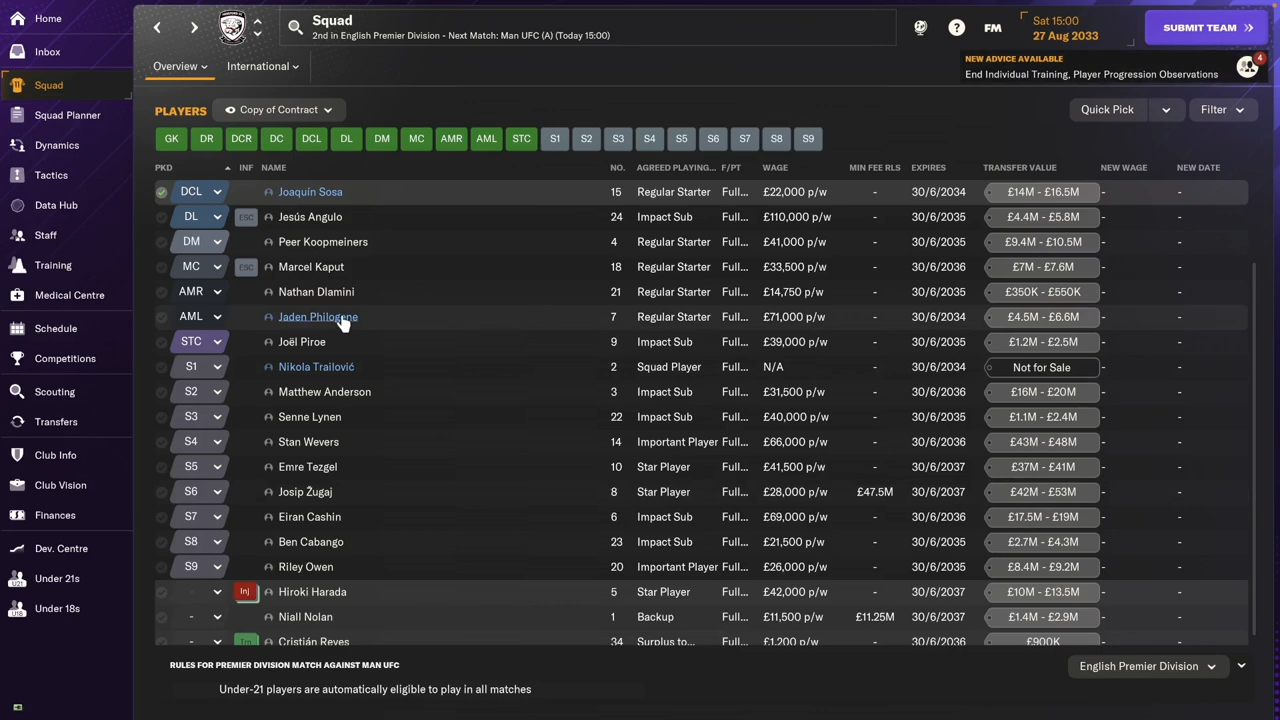 Home
Inbox
Squad
Squad Planner
Dynamics
Tactics
Data Hub
Staff
Training
Medical Centre
Schedule
Competitions
Scouting
Transfers
Club Info
Club Vision
Finances
Dev. Centre
U21 Under 21s
U18 Under 18s
Squad
2nd in English Premier Division - Next Match: Man UFC (A) (Today 15:00)
? FM
Sat 15:00
27 Aug 2033
SUBMIT TEAM
Overview International
NEW ADVICE AVAILABLE
End Individual Training, Player Progression Observations
4
PLAYERS Copy of Contract Quick Pick Filter
GK DR DCR DC DCL DL DM MC AMR AML STC S1 S2 S3 S4 S5 S6 S7 S8 S9
PKD INF NAME NO. AGREED PLAYING... F/PT WAGE MIN FEE RLS EXPIRES TRANSFER VALUE NEW WAGE NEW DATE
DCL Joaquín Sosa 15 Regular Starter Full... £22,000 p/w - 30/6/2034 £14M - £16.5M - -
DL ESC Jesús Angulo 24 Impact Sub Full... £110,000 p/w - 30/6/2035 £4.4M - £5.8M - -
DM Peer Koopmeiners 4 Regular Starter Full... £41,000 p/w - 30/6/2035 £9.4M - £10.5M - -
MC ESC Marcel Kaput 18 Regular Starter Full... £33,500 p/w - 30/6/2036 £7M - £7.6M - -
AMR Nathan Dlamini 21 Regular Starter Full... £14,750 p/w - 30/6/2035 £350K - £550K - -
AML Jaden Philogene 7 Regular Starter Full... £71,000 p/w - 30/6/2034 £4.5M - £6.6M - -
STC Joël Piroe 9 Impact Sub Full... £39,000 p/w - 30/6/2034 £1.2M - £2.5M - -
S1 Nikola Trailović 2 Squad Player Full... N/A - 30/6/2034 Not for Sale - -
S2 Matthew Anderson 3 Impact Sub Full... £31,500 p/w - 30/6/2036 £16M - £20M - -
S3 Senne Lynen 22 Impact Sub Full... £40,000 p/w - 30/6/2035 £1.1M - £2.4M - -
S4 Stan Wevers 14 Important Player Full... £66,000 p/w - 30/6/2036 £43M - £48M - -
S5 Emre Tezgel 10 Star Player Full... £41,500 p/w - 30/6/2037 £37M - £41M - -
S6 Josip Žugaj 8 Star Player Full... £28,000 p/w £47.5M 30/6/2037 £42M - £53M - -
S7 Eiran Cashin 6 Impact Sub Full... £69,000 p/w - 30/6/2036 £17.5M - £19M - -
S8 Ben Cabango 23 Impact Sub Full... £21,500 p/w - 30/6/2035 £2.7M - £4.3M - -
S9 Riley Owen 20 Important Player Full... £26,000 p/w - 30/6/2036 £8.4M - £9.2M - -
Inj Hiroki Harada 5 Star Player Full... £42,000 p/w - 30/6/2037 £10M - £13.5M - -
- Niall Nolan 1 Backup Full... £11,500 p/w £11.25M 30/6/2037 £1.4M - £2.9M - -
- Trn Cristián Reyes 34 Surplus to... Full... £1,200 p/w - 30/6/2036 £900K - -
RULES FOR PREMIER DIVISION MATCH AGAINST MAN UFC English Premier Division
Under-21 players are automatically eligible to play in all matches